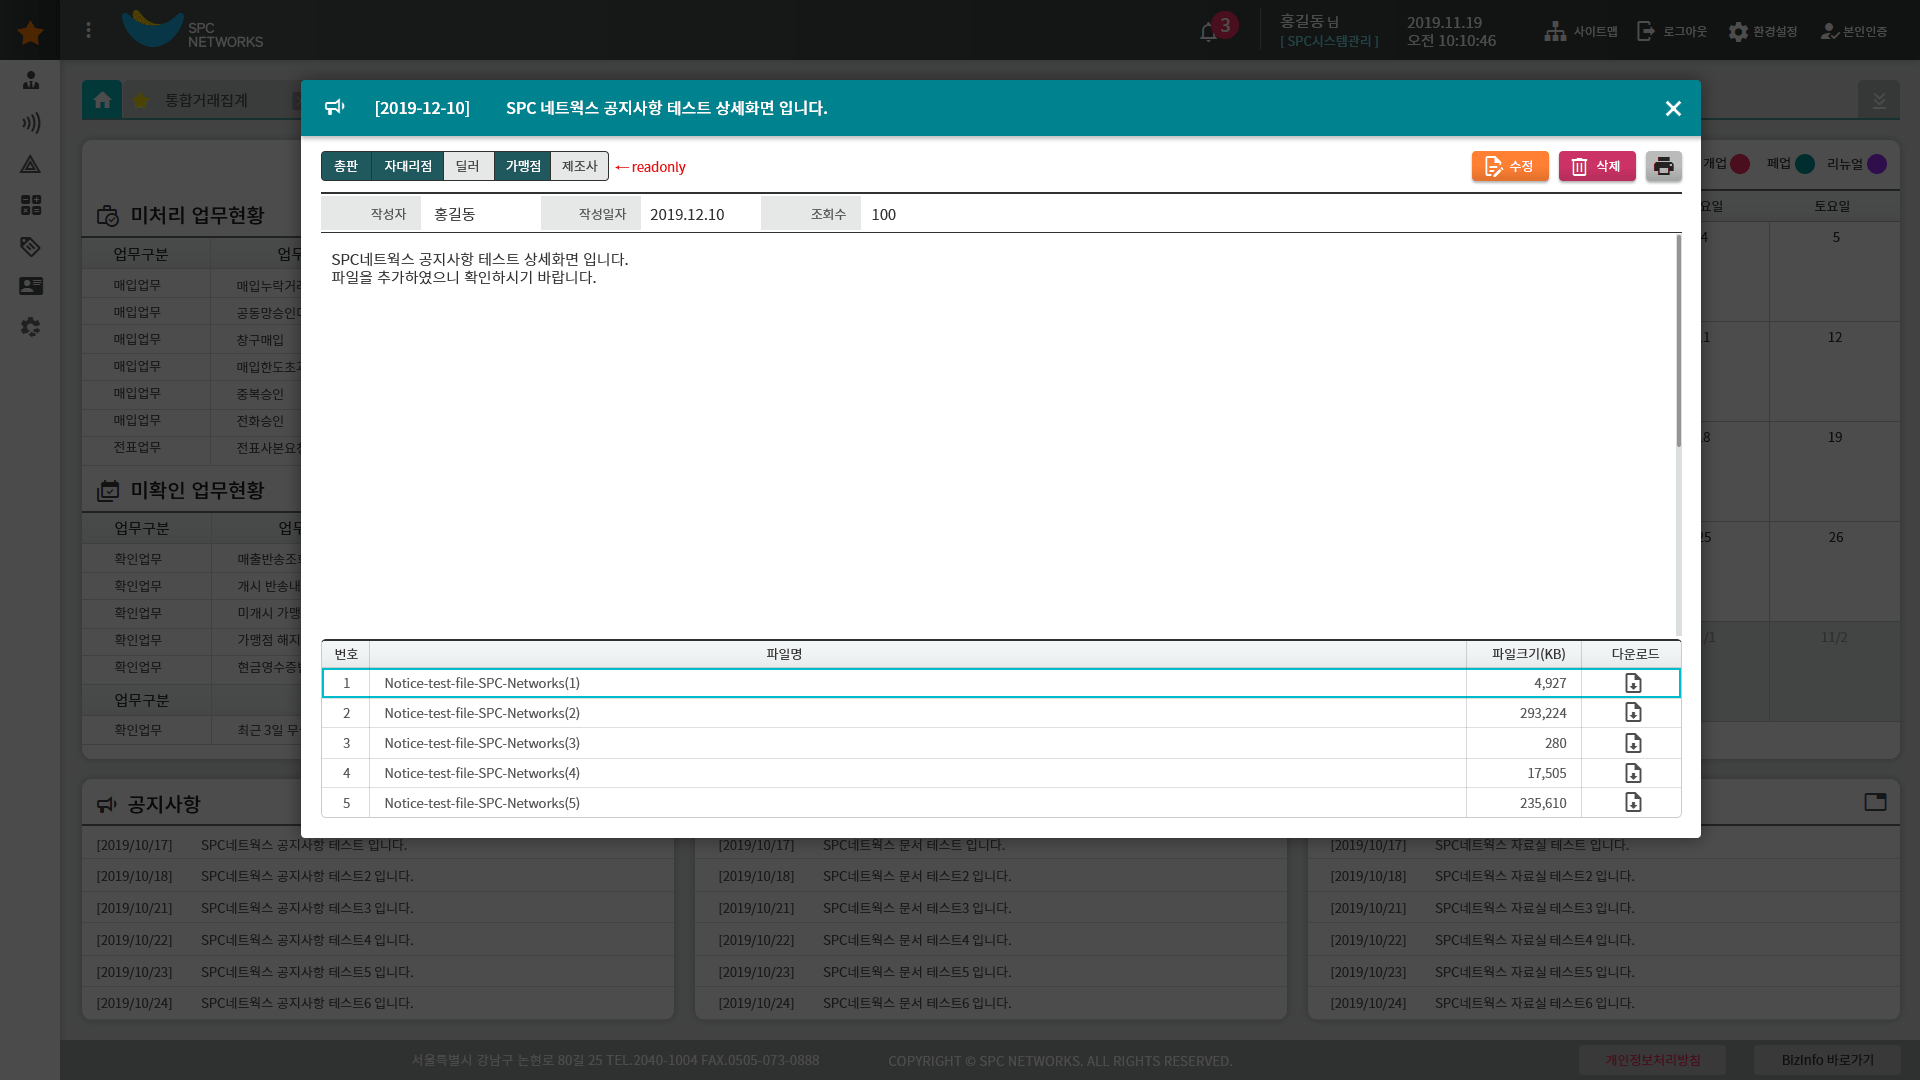 SPC
NETWORKS
3
홍길동 님
[ SPC시스템관리 ]
2019.11.19
오전 10:10:46
사이트맵
로그아웃
환경설정
본인인증
통합거래집계
[2019-12-10] SPC 네트웍스 공지사항 테스트 상세화면 입니다.
총판 자대리점 딜러 가맹점 제조사 ←readonly
수정 삭제
작성자 홍길동 작성일자 2019.12.10 조회수 100
SPC네트웍스 공지사항 테스트 상세화면 입니다.
파일을 추가하였으니 확인하시기 바랍니다.
번호 파일명 파일크기(KB) 다운로드
1 Notice-test-file-SPC-Networks(1) 4,927
2 Notice-test-file-SPC-Networks(2) 293,224
3 Notice-test-file-SPC-Networks(3) 280
4 Notice-test-file-SPC-Networks(4) 17,505
5 Notice-test-file-SPC-Networks(5) 235,610
미처리 업무현황
업무구분 업무
매입업무 매입누락거래
매입업무 공동망승인
매입업무 창구매입
매입업무 매입한도초과
매입업무 중복승인
매입업무 전화승인
전표업무 전표사본요청
미확인 업무현황
업무구분 업무
확인업무 매출반송조회
확인업무 개시 반송내
확인업무 미개시 가맹
확인업무 가맹점 해지
확인업무 현금영수증
업무구분
확인업무 최근 3일 무
개업 폐업 리뉴얼
요일 토요일
4 5
11 12
18 19
25 26
/1 11/2
공지사항
[2019/10/17] SPC네트웍스 공지사항 테스트 입니다.
[2019/10/18] SPC네트웍스 공지사항 테스트2 입니다.
[2019/10/21] SPC네트웍스 공지사항 테스트3 입니다.
[2019/10/22] SPC네트웍스 공지사항 테스트4 입니다.
[2019/10/23] SPC네트웍스 공지사항 테스트5 입니다.
[2019/10/24] SPC네트웍스 공지사항 테스트6 입니다.
[2019/10/17] SPC네트웍스 문서 테스트 입니다.
[2019/10/18] SPC네트웍스 문서 테스트2 입니다.
[2019/10/21] SPC네트웍스 문서 테스트3 입니다.
[2019/10/22] SPC네트웍스 문서 테스트4 입니다.
[2019/10/23] SPC네트웍스 문서 테스트5 입니다.
[2019/10/24] SPC네트웍스 문서 테스트6 입니다.
[2019/10/17] SPC네트웍스 자료실 테스트 입니다.
[2019/10/18] SPC네트웍스 자료실 테스트2 입니다.
[2019/10/21] SPC네트웍스 자료실 테스트3 입니다.
[2019/10/22] SPC네트웍스 자료실 테스트4 입니다.
[2019/10/23] SPC네트웍스 자료실 테스트5 입니다.
[2019/10/24] SPC네트웍스 자료실 테스트6 입니다.
서울특별시 강남구 논현로 80길 25 TEL.2040-1004 FAX.0505-073-0888
COPYRIGHT © SPC NETWORKS. ALL RIGHTS RESERVED.
개인정보처리방침
BizInfo 바로가기